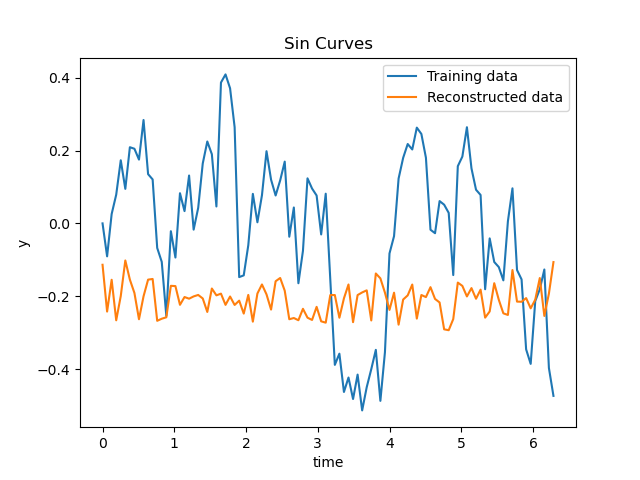 Sin Curves
Training data
Reconstructed data
0.4
0.2
0.0
−0.2
−0.4
y
0 1 2 3 4 5 6
time